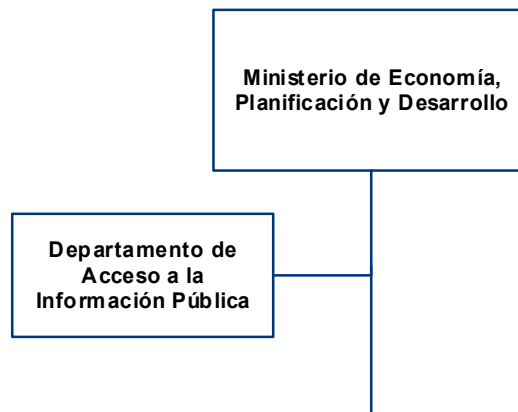 Ministerio de Economía,
Planificación y Desarrollo
Departamento de
Acceso a la
Información Pública